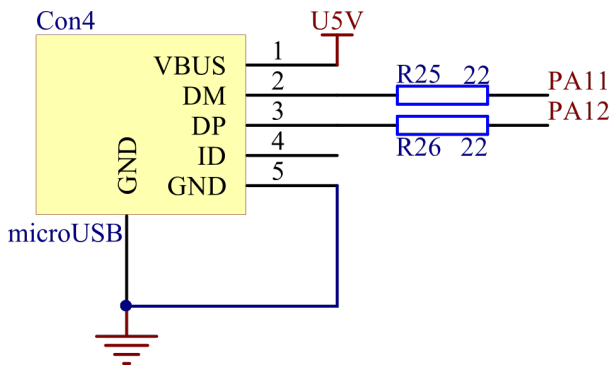 Con4
U5V
VBUS 1
DM 2 R25 22 PA11
DP 3 R26 22 PA12
ID 4
GND 5
GND
microUSB